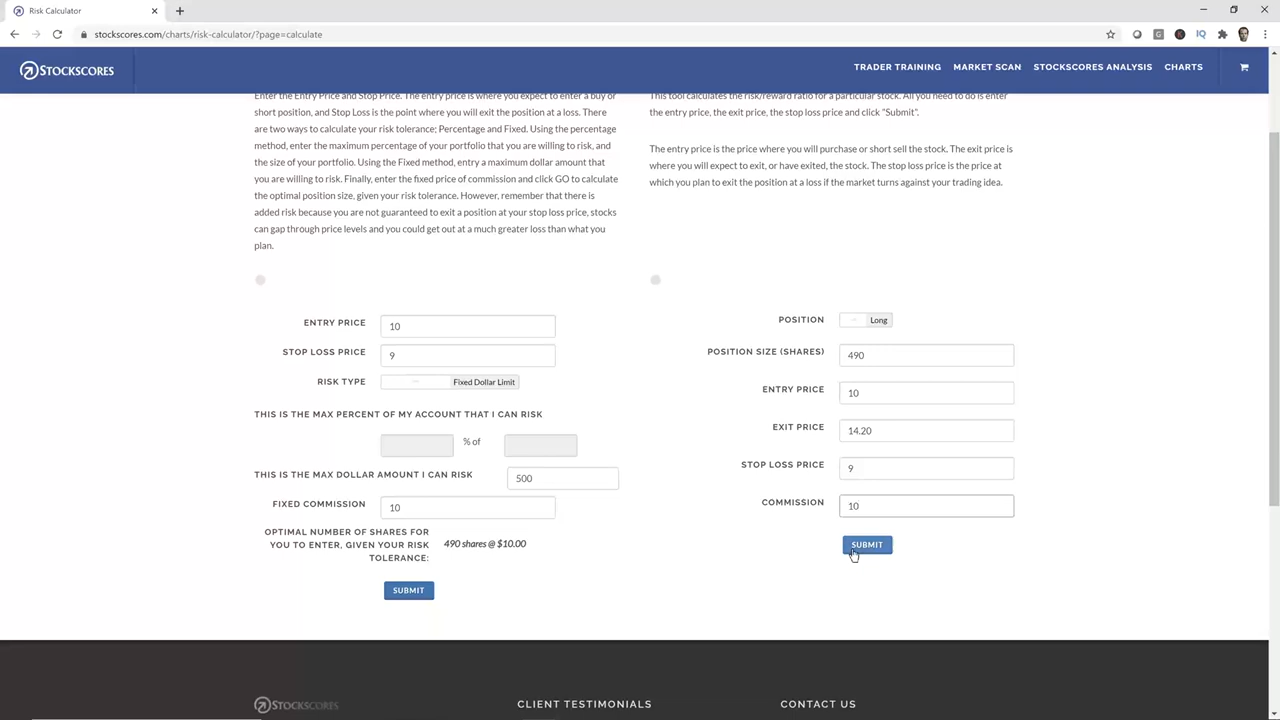 Risk Calculator
stockscores.com/charts/risk-calculator/?page=calculate
STOCKSCORES
TRADER TRAINING
MARKET SCAN
STOCKSCORES ANALYSIS
CHARTS
Enter the Entry Price and Stop Price. The entry price is where you expect to enter a buy or
short position, and Stop Loss is the point where you will exit the position at a loss. There
are two ways to calculate your risk tolerance; Percentage and Fixed. Using the percentage
method, enter the maximum percentage of your portfolio that you are willing to risk, and
the size of your portfolio. Using the Fixed method, entry a maximum dollar amount that
you are willing to risk. Finally, enter the fixed price of commission and click GO to calculate
the optimal position size, given your risk tolerance. However, remember that there is
added risk because you are not guaranteed to exit a position at your stop loss price, stocks
can gap through price levels and you could get out at a much greater loss than what you
plan.
This tool calculates the risk/reward ratio for a particular stock. All you need to do is enter
the entry price, the exit price, the stop loss price and click "Submit".
The entry price is the price where you will purchase or short sell the stock. The exit price is
where you will expect to exit, or have exited, the stock. The stop loss price is the price at
which you plan to exit the position at a loss if the market turns against your trading idea.
ENTRY PRICE 10
STOP LOSS PRICE 9
RISK TYPE Fixed Dollar Limit
THIS IS THE MAX PERCENT OF MY ACCOUNT THAT I CAN RISK
% of
THIS IS THE MAX DOLLAR AMOUNT I CAN RISK 500
FIXED COMMISSION 10
OPTIMAL NUMBER OF SHARES FOR
YOU TO ENTER, GIVEN YOUR RISK 490 shares @ $10.00
TOLERANCE:
SUBMIT
POSITION Long
POSITION SIZE (SHARES) 490
ENTRY PRICE 10
EXIT PRICE 14.20
STOP LOSS PRICE 9
COMMISSION 10
SUBMIT
STOCKSCORES
CLIENT TESTIMONIALS
CONTACT US